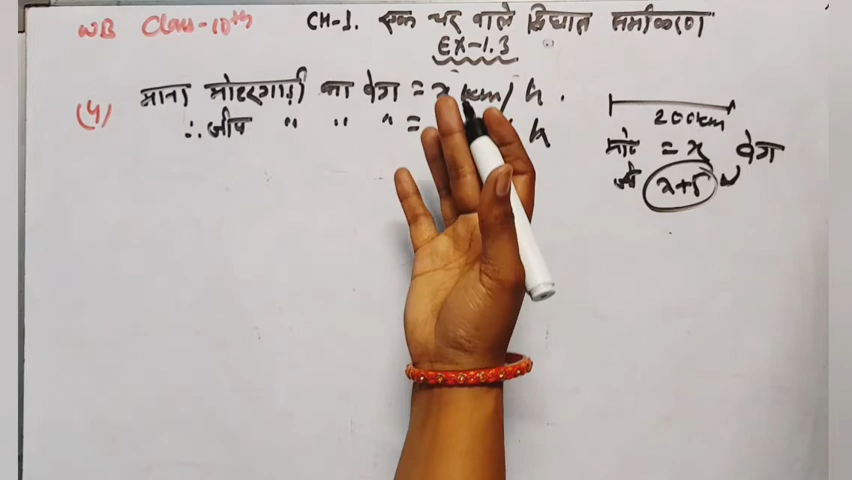 WB Class-10th CH-1. एक चर वाले द्विघात समीकरण
EX-1.3
(4) माना मोटरगाड़ी का वेग = x km/h.
∴ जीप " " " = h
200km
मोट = x वेग
जी x+5